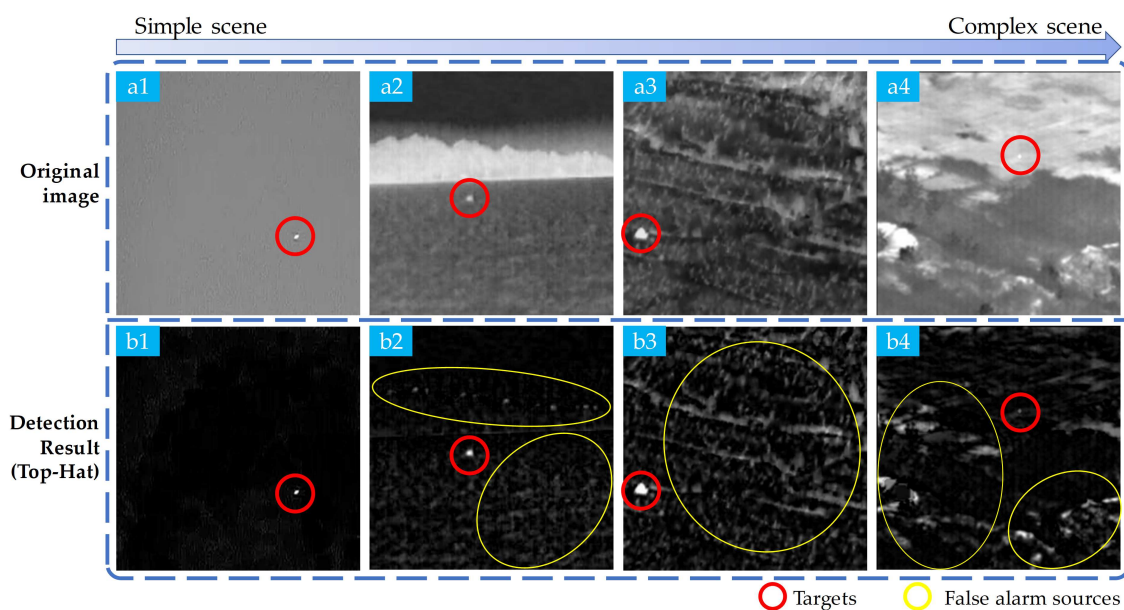 Simple scene
Complex scene
a1
a2
a3
a4
Original
image
b1
b2
b3
b4
Detection
Result
(Top-Hat)
Targets
False alarm sources